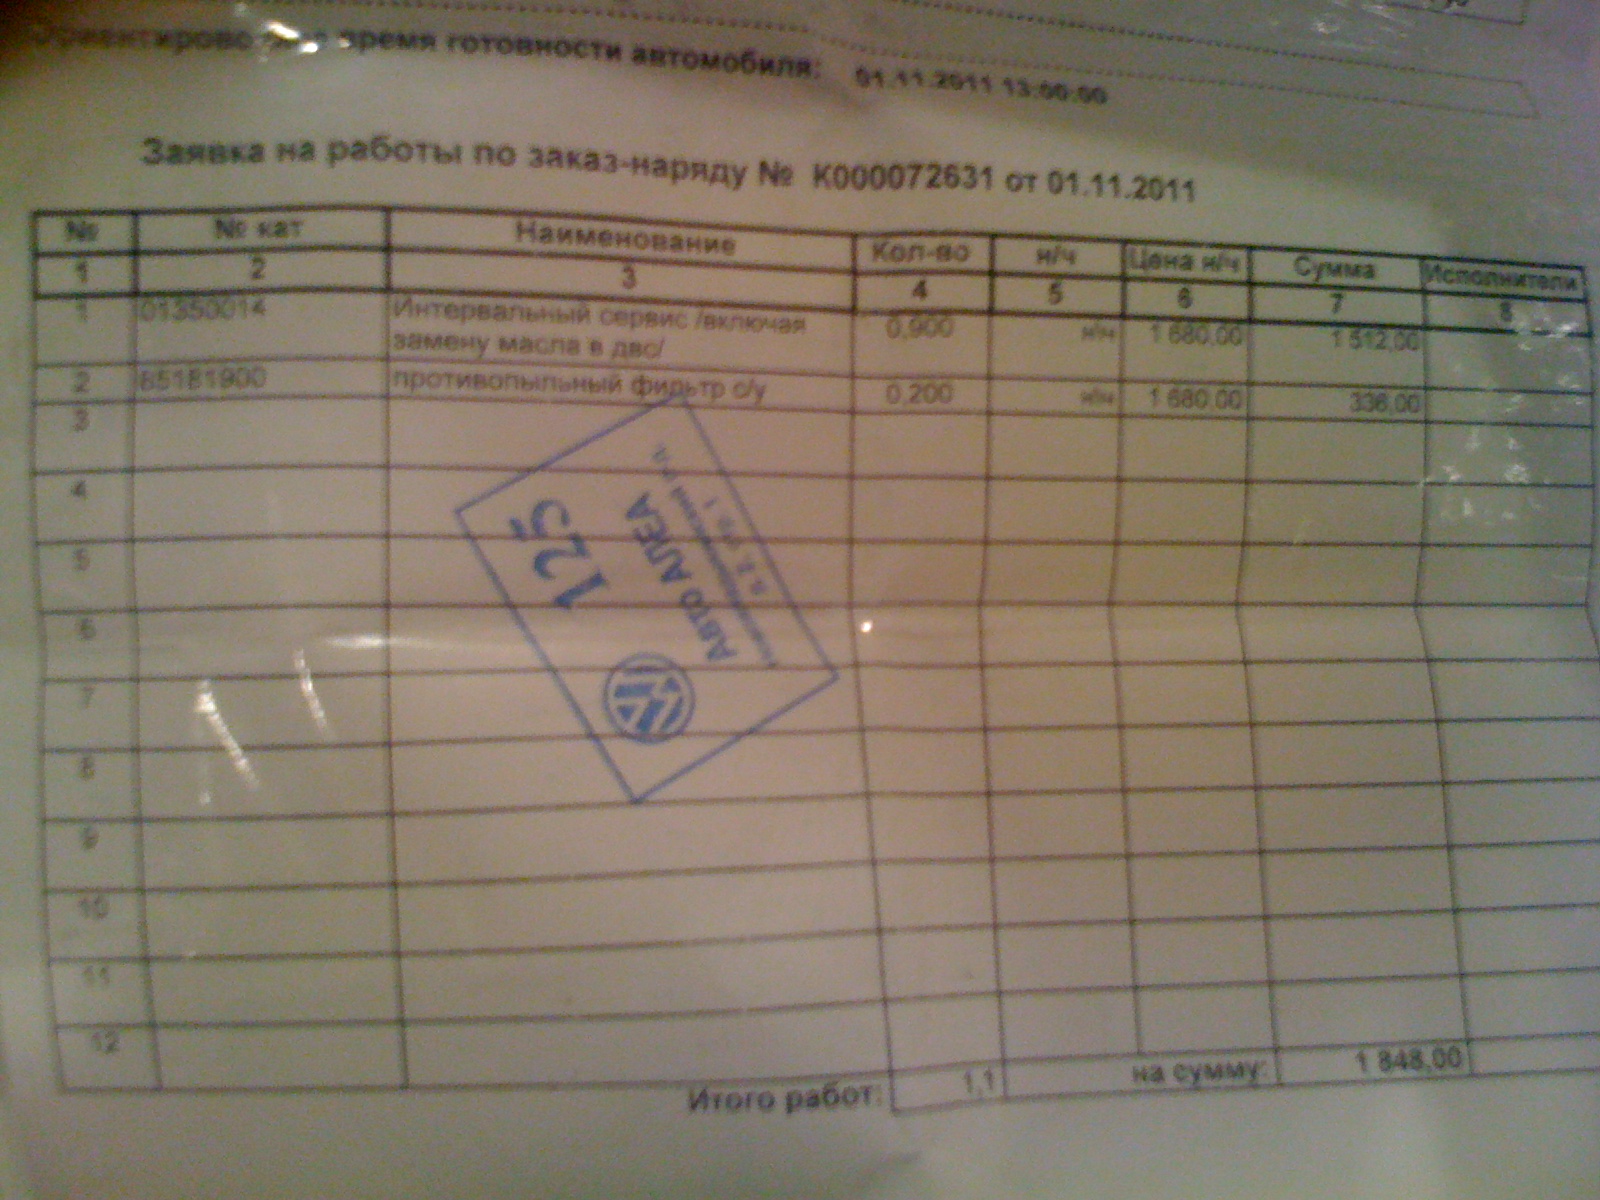 время готовности автомобиля: 01.11.2011 13:00:00
Заявка на работы по заказ-наряду № К000072631 от 01.11.2011
№ № кат Наименование Кол-во н/ч Цена н/ч Сумма Исполнители
1 2 3 4 5 6 7 8
1 01350014 Интервальный сервис /включая 0,900 н/ч 1 680,00 1 512,00
замену масла в двс/
2 85181900 противопыльный фильтр с/у 0,200 н/ч 1 680,00 336,00
3
4
5
6
7
8
9
10
11
12
Итого работ: 1,1 на сумму: 1 848,00
125
АВТО АЛЕА